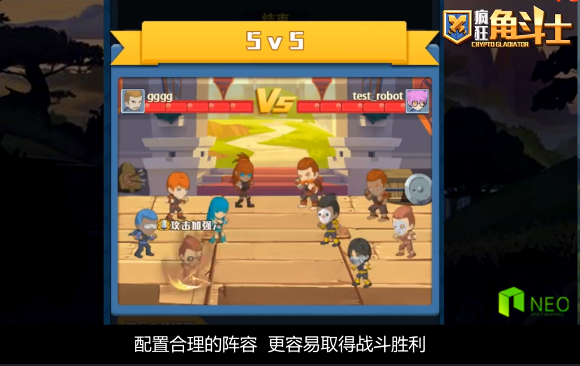 疯狂角斗士
CRYPTO GLADIATOR
5 v 5
gggg
VS
test_robot
攻击加强
NEO
配置合理的阵容 更容易取得战斗胜利